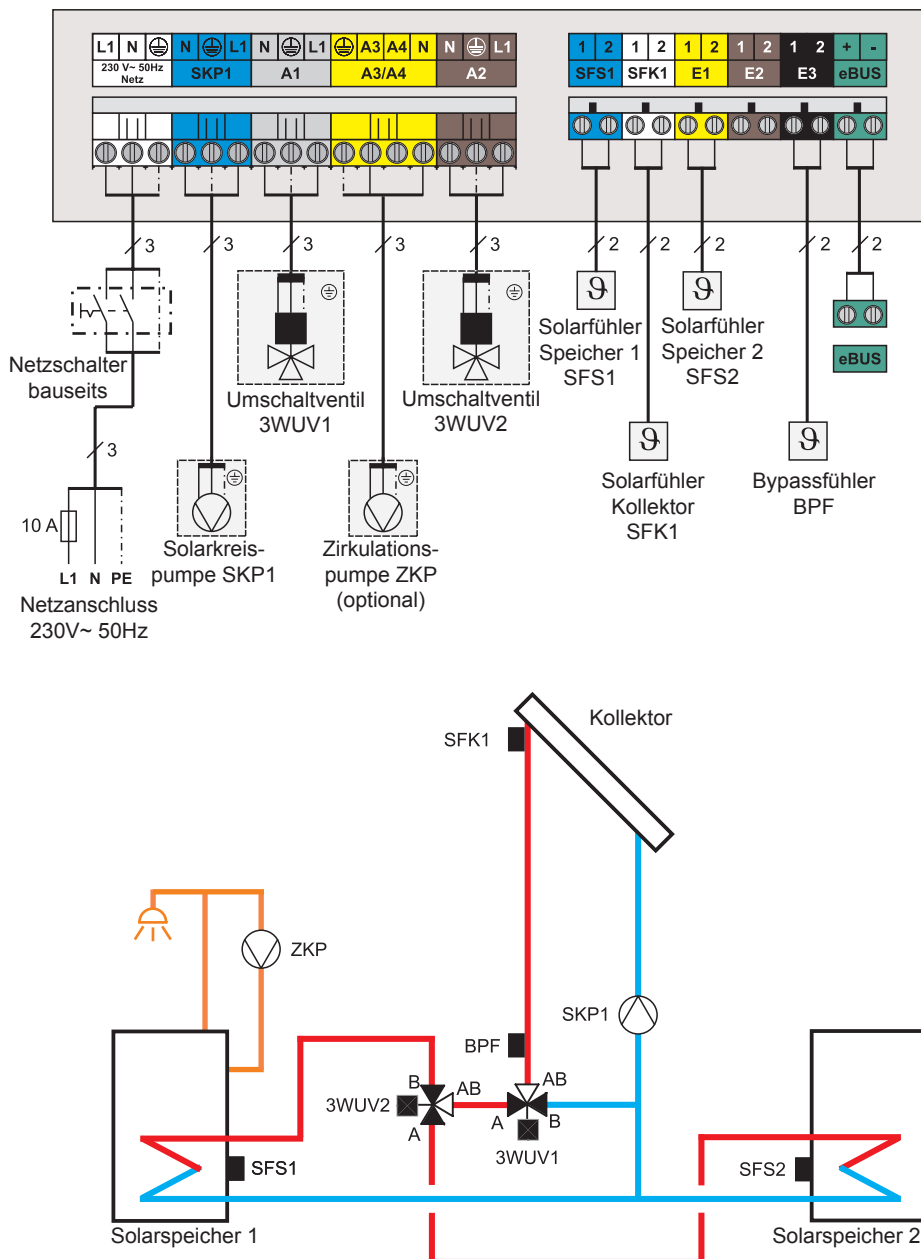 L1 N N L1 N L1 A3 A4 N N L1
230 V~ 50Hz
Netz
SKP1 A1 A3/A4 A2
1 2 1 2 1 2 1 2 1 2 + -
SFS1 SFK1 E1 E2 E3 eBUS
3 3 3 3 3 2 2 2 2 2
Netzschalter
bauseits
Umschaltventil
3WUV1
Umschaltventil
3WUV2
ϑ
Solarfühler
Speicher 1
SFS1
ϑ
Solarfühler
Speicher 2
SFS2
eBUS
3
10 A
L1 N PE
Netzanschluss
230V~ 50Hz
Solarkreis-
pumpe SKP1
Zirkulations-
pumpe ZKP
(optional)
ϑ
Solarfühler
Kollektor
SFK1
ϑ
Bypassfühler
BPF
Kollektor
SFK1
ZKP
SKP1
BPF
B AB AB
3WUV2 A B
A 3WUV1
SFS1
SFS2
Solarspeicher 1
Solarspeicher 2